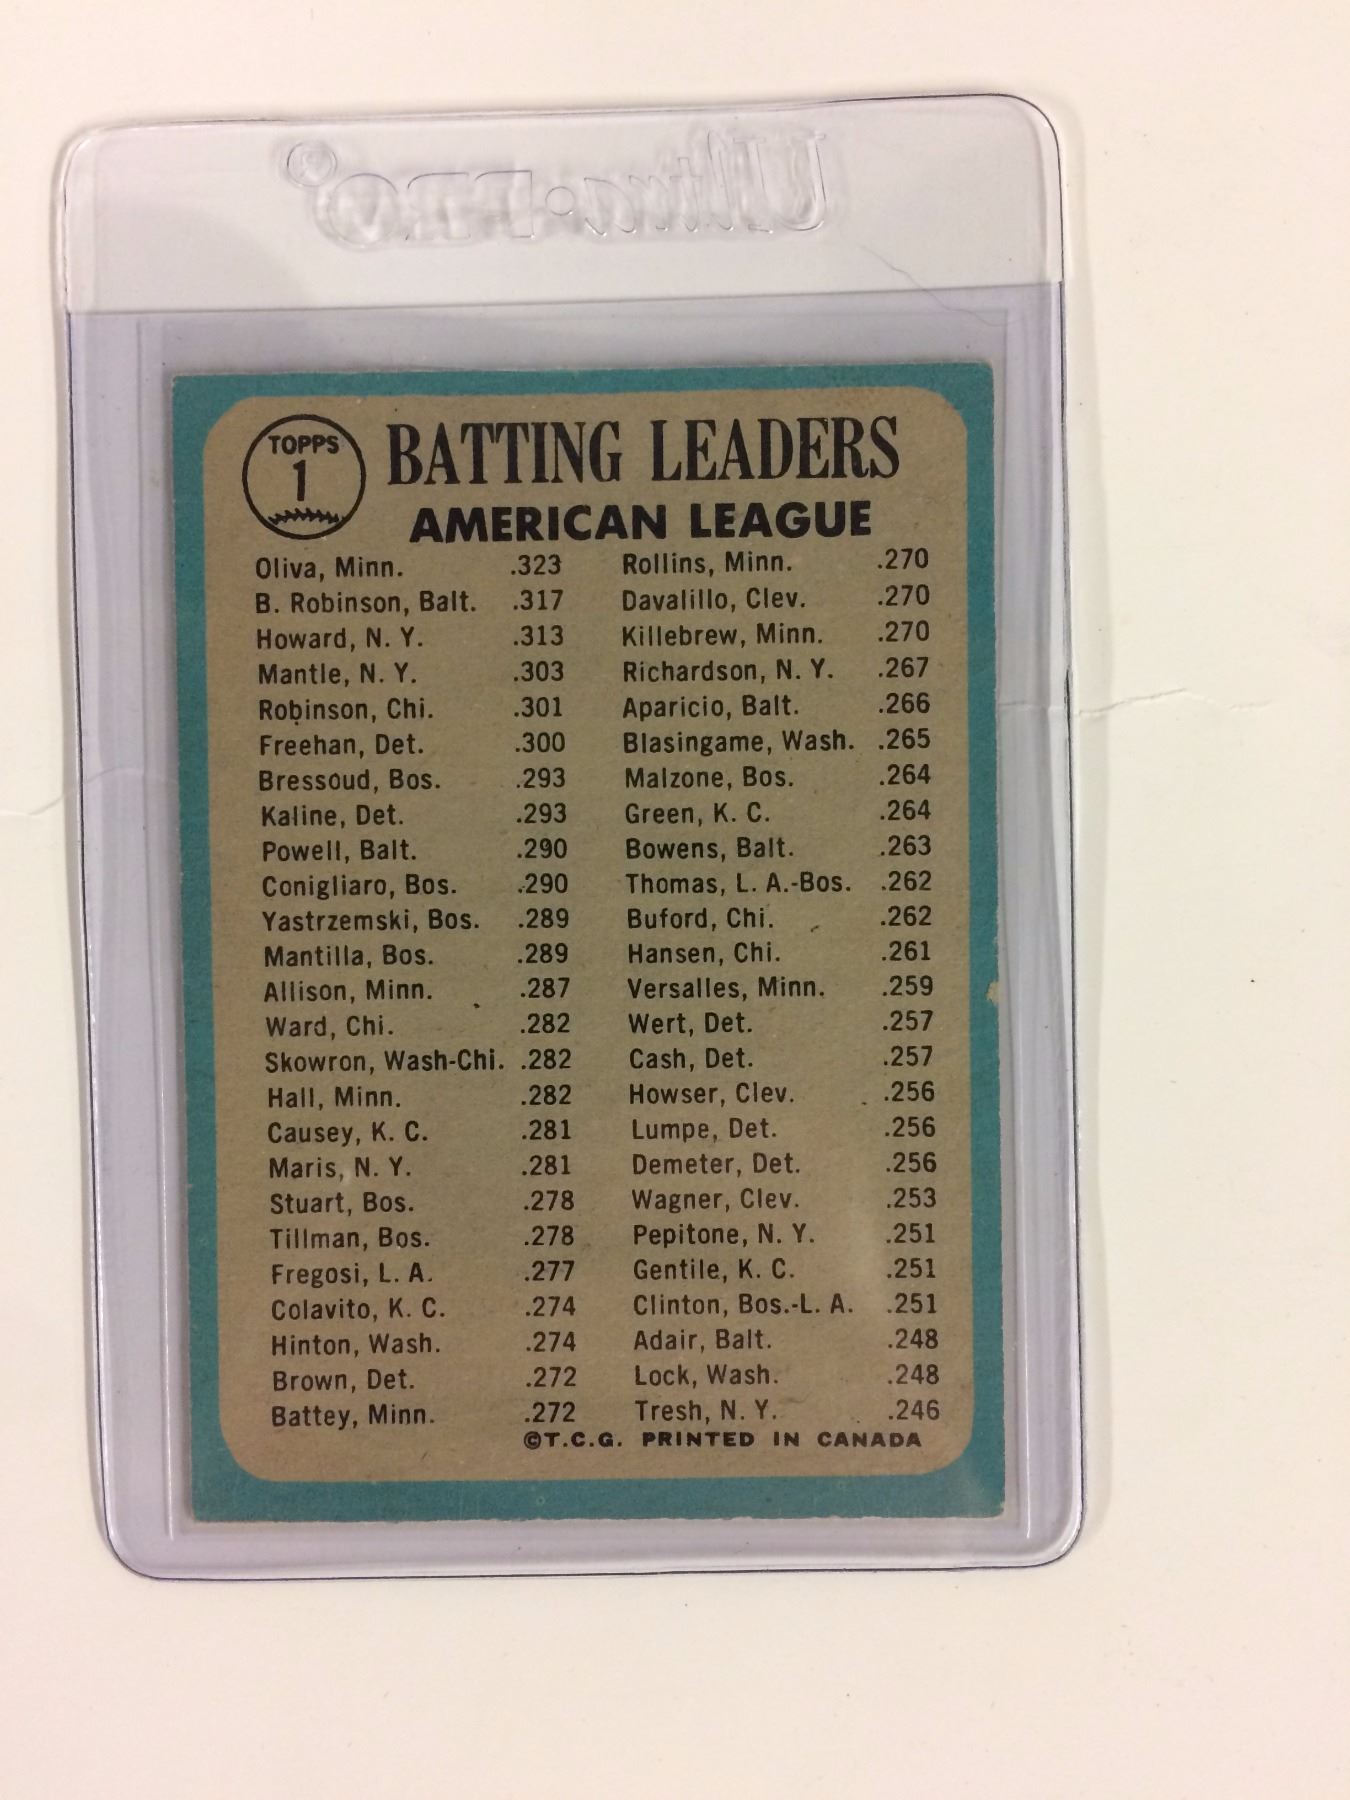 Ultra·PRO®
TOPPS
1
BATTING LEADERS
AMERICAN LEAGUE
Oliva, Minn. .323
B. Robinson, Balt. .317
Howard, N. Y. .313
Mantle, N. Y. .303
Robinson, Chi. .301
Freehan, Det. .300
Bressoud, Bos. .293
Kaline, Det. .293
Powell, Balt. .290
Conigliaro, Bos. .290
Yastrzemski, Bos. .289
Mantilla, Bos. .289
Allison, Minn. .287
Ward, Chi. .282
Skowron, Wash-Chi. .282
Hall, Minn. .282
Causey, K. C. .281
Maris, N. Y. .281
Stuart, Bos. .278
Tillman, Bos. .278
Fregosi, L. A. .277
Colavito, K. C. .274
Hinton, Wash. .274
Brown, Det. .272
Battey, Minn. .272
Rollins, Minn. .270
Davalillo, Clev. .270
Killebrew, Minn. .270
Richardson, N. Y. .267
Aparicio, Balt. .266
Blasingame, Wash. .265
Malzone, Bos. .264
Green, K. C. .264
Bowens, Balt. .263
Thomas, L. A.-Bos. .262
Buford, Chi. .262
Hansen, Chi. .261
Versalles, Minn. .259
Wert, Det. .257
Cash, Det. .257
Howser, Clev. .256
Lumpe, Det. .256
Demeter, Det. .256
Wagner, Clev. .253
Pepitone, N. Y. .251
Gentile, K. C. .251
Clinton, Bos.-L. A. .251
Adair, Balt. .248
Lock, Wash. .248
Tresh, N. Y. .246
©T.C.G. PRINTED IN CANADA